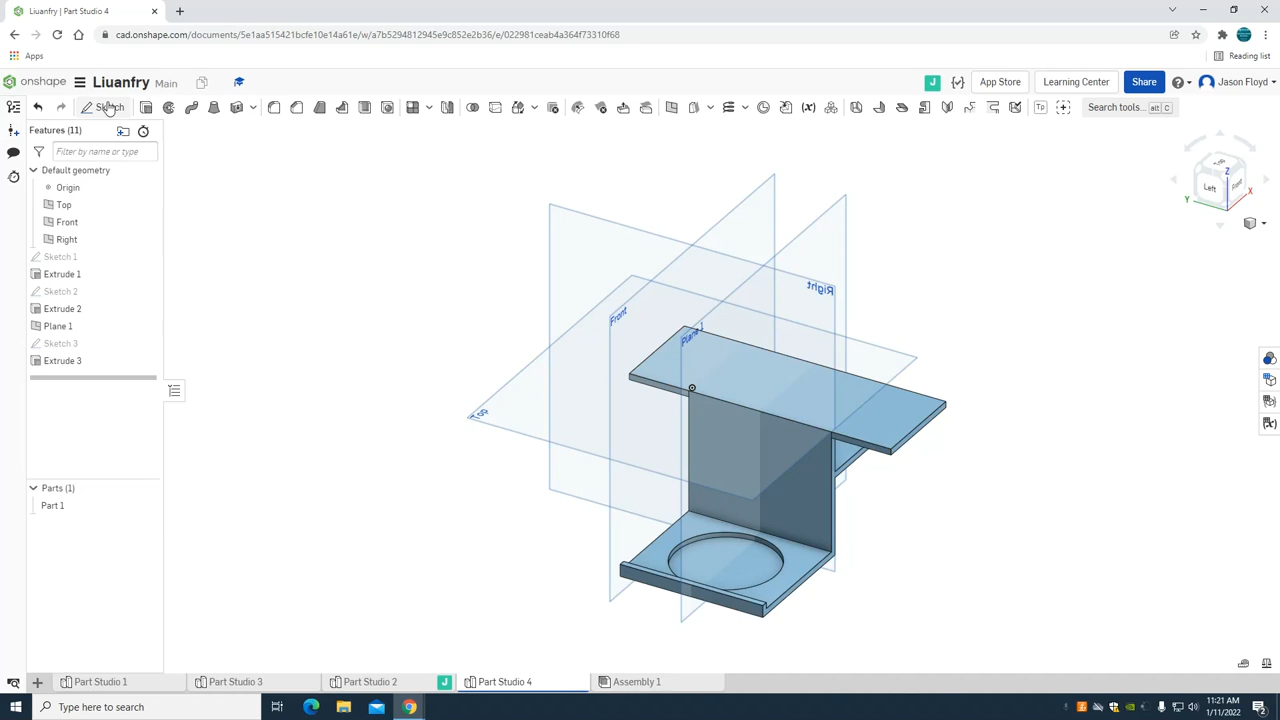 Liuanfry | Part Studio 4
cad.onshape.com/documents/5e1aa515421bcfe10e14a61e/w/a7b5294812945e9c852e2b36/e/022981ceab4a364f73310f68
Apps
Reading list
onshape
Liuanfry Main
J
App Store
Learning Center
Share
Jason Floyd
Sketch
Tp
Search tools... alt C
Features (11)
Filter by name or type
Default geometry
Origin
Top
Front
Right
Sketch 1
Extrude 1
Sketch 2
Extrude 2
Plane 1
Sketch 3
Extrude 3
Parts (1)
Part 1
Front
Plane 1
Right
Top
Z
Left
Front
Y
X
Part Studio 1
Part Studio 3
Part Studio 2
J
Part Studio 4
Assembly 1
Type here to search
11:21 AM
1/11/2022
2